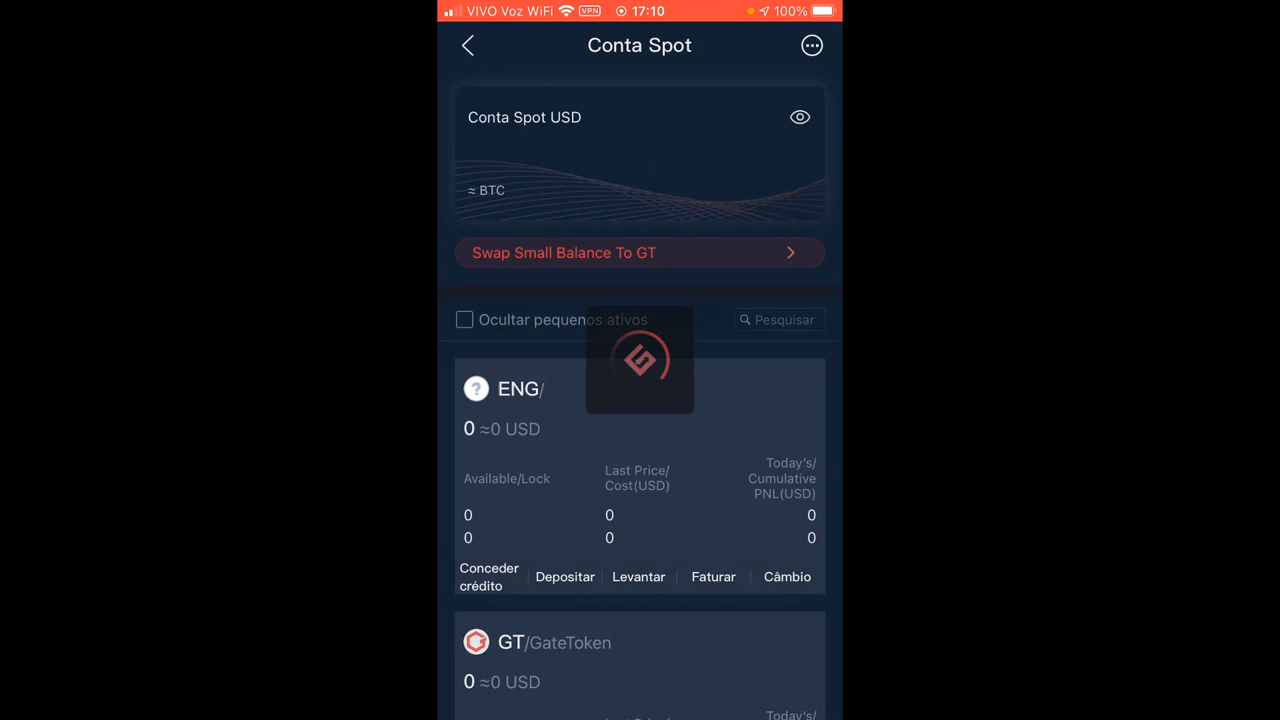 VIVO Voz WiFi VPN 17:10 100%
Conta Spot
Conta Spot USD
≈ BTC
Swap Small Balance To GT
Ocultar pequenos ativos Pesquisar
? ENG/
0 ≈0 USD
Available/Lock Last Price/ Cost(USD) Today's/ Cumulative PNL(USD)
0 0 0
0 0 0
Conceder crédito Depositar Levantar Faturar Câmbio
GT/GateToken
0 ≈0 USD
Today's/